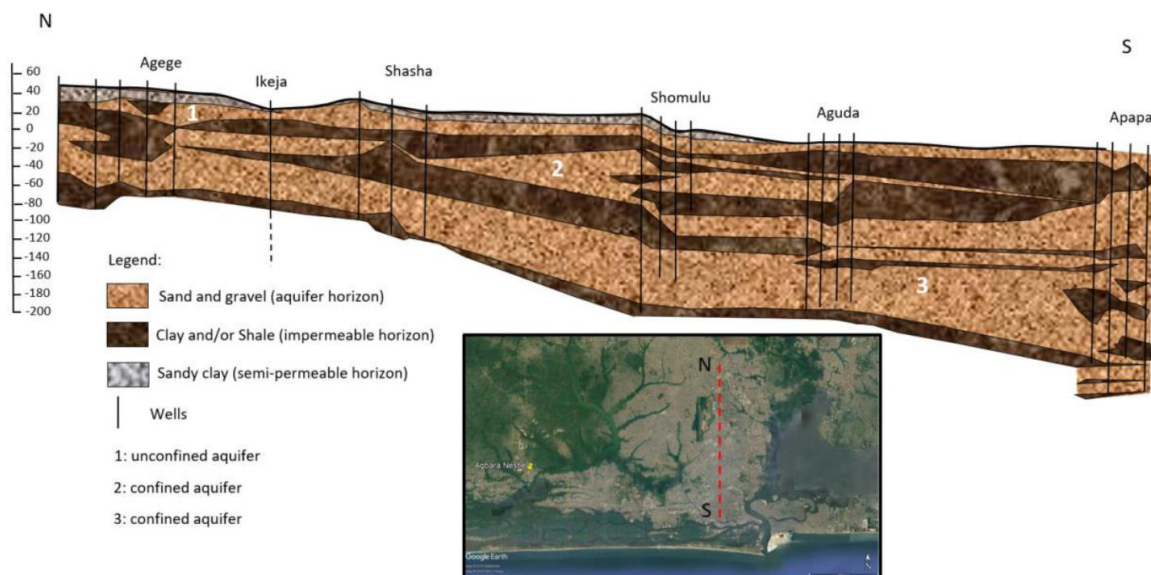 N
S
Agege
Ikeja
Shasha
Shomulu
Aguda
Apapa
60
40
20
0
-20
-40
-60
-80
-100
-120
-140
-160
-180
-200
1
2
3
Legend:
Sand and gravel (aquifer horizon)
Clay and/or Shale (impermeable horizon)
Sandy clay (semi-permeable horizon)
Wells
1: unconfined aquifer
2: confined aquifer
3: confined aquifer
N
Agbara Nestle
S
Google Earth
N